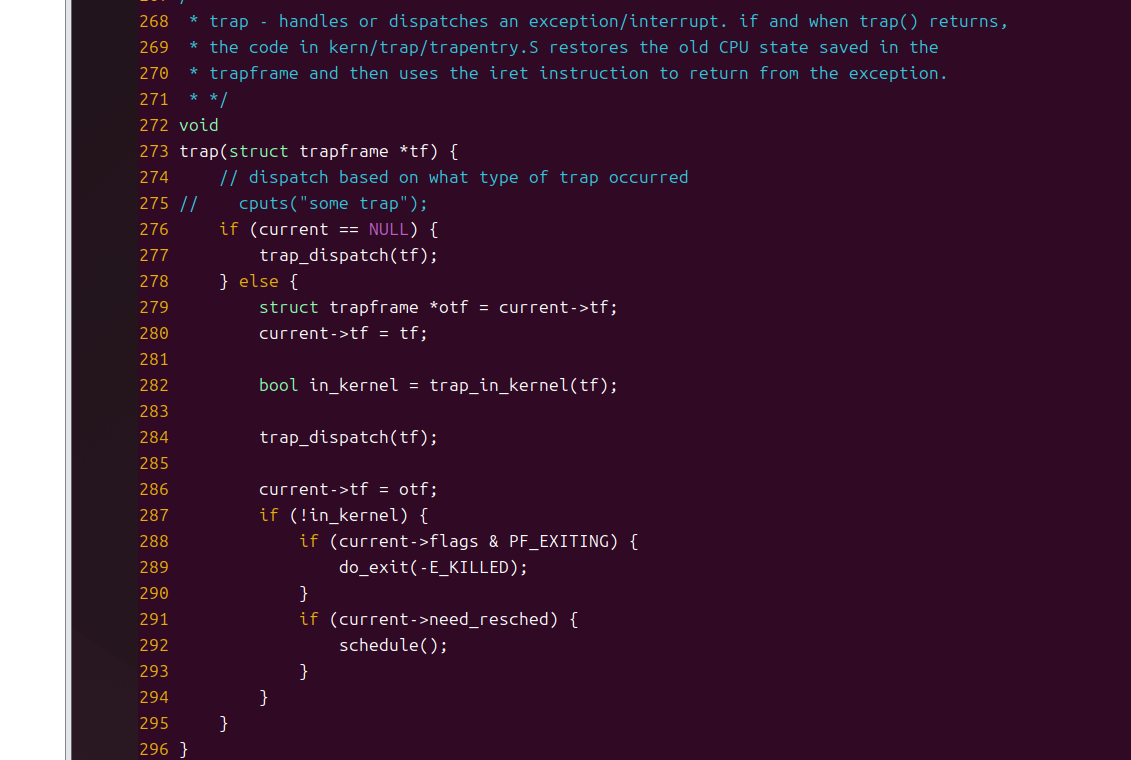 268  * trap - handles or dispatches an exception/interrupt. if and when trap() returns,
269  * the code in kern/trap/trapentry.S restores the old CPU state saved in the
270  * trapframe and then uses the iret instruction to return from the exception.
271  * */
272 void
273 trap(struct trapframe *tf) {
274     // dispatch based on what type of trap occurred
275 //    cputs("some trap");
276     if (current == NULL) {
277         trap_dispatch(tf);
278     } else {
279         struct trapframe *otf = current->tf;
280         current->tf = tf;
281
282         bool in_kernel = trap_in_kernel(tf);
283
284         trap_dispatch(tf);
285
286         current->tf = otf;
287         if (!in_kernel) {
288             if (current->flags & PF_EXITING) {
289                 do_exit(-E_KILLED);
290             }
291             if (current->need_resched) {
292                 schedule();
293             }
294         }
295     }
296 }